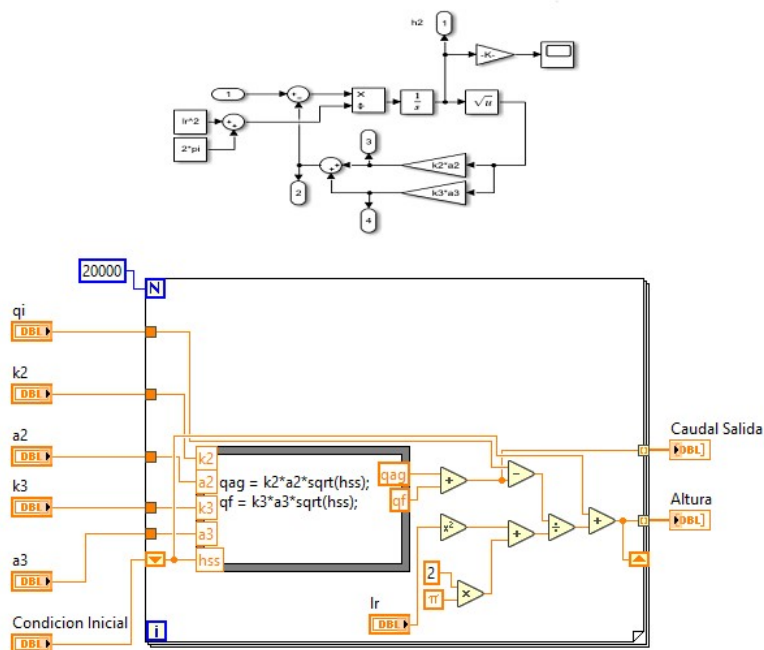 h2
1
-K-
1
+
-
×
÷
1
s
√u
lr^2
2*pi
+
+
3
k2*a2
+
+
k3*a3
2
4
20000
N
qi
DBL
k2
DBL
a2
DBL
k3
DBL
a3
DBL
Condicion Inicial
DBL
k2
a2
k3
a3
hss
qag = k2*a2*sqrt(hss);
qf = k3*a3*sqrt(hss);
qag
qf
+
-
x²
+
÷
+
2
π
×
lr
DBL
i
Caudal Salida
DBL]
Altura
DBL]